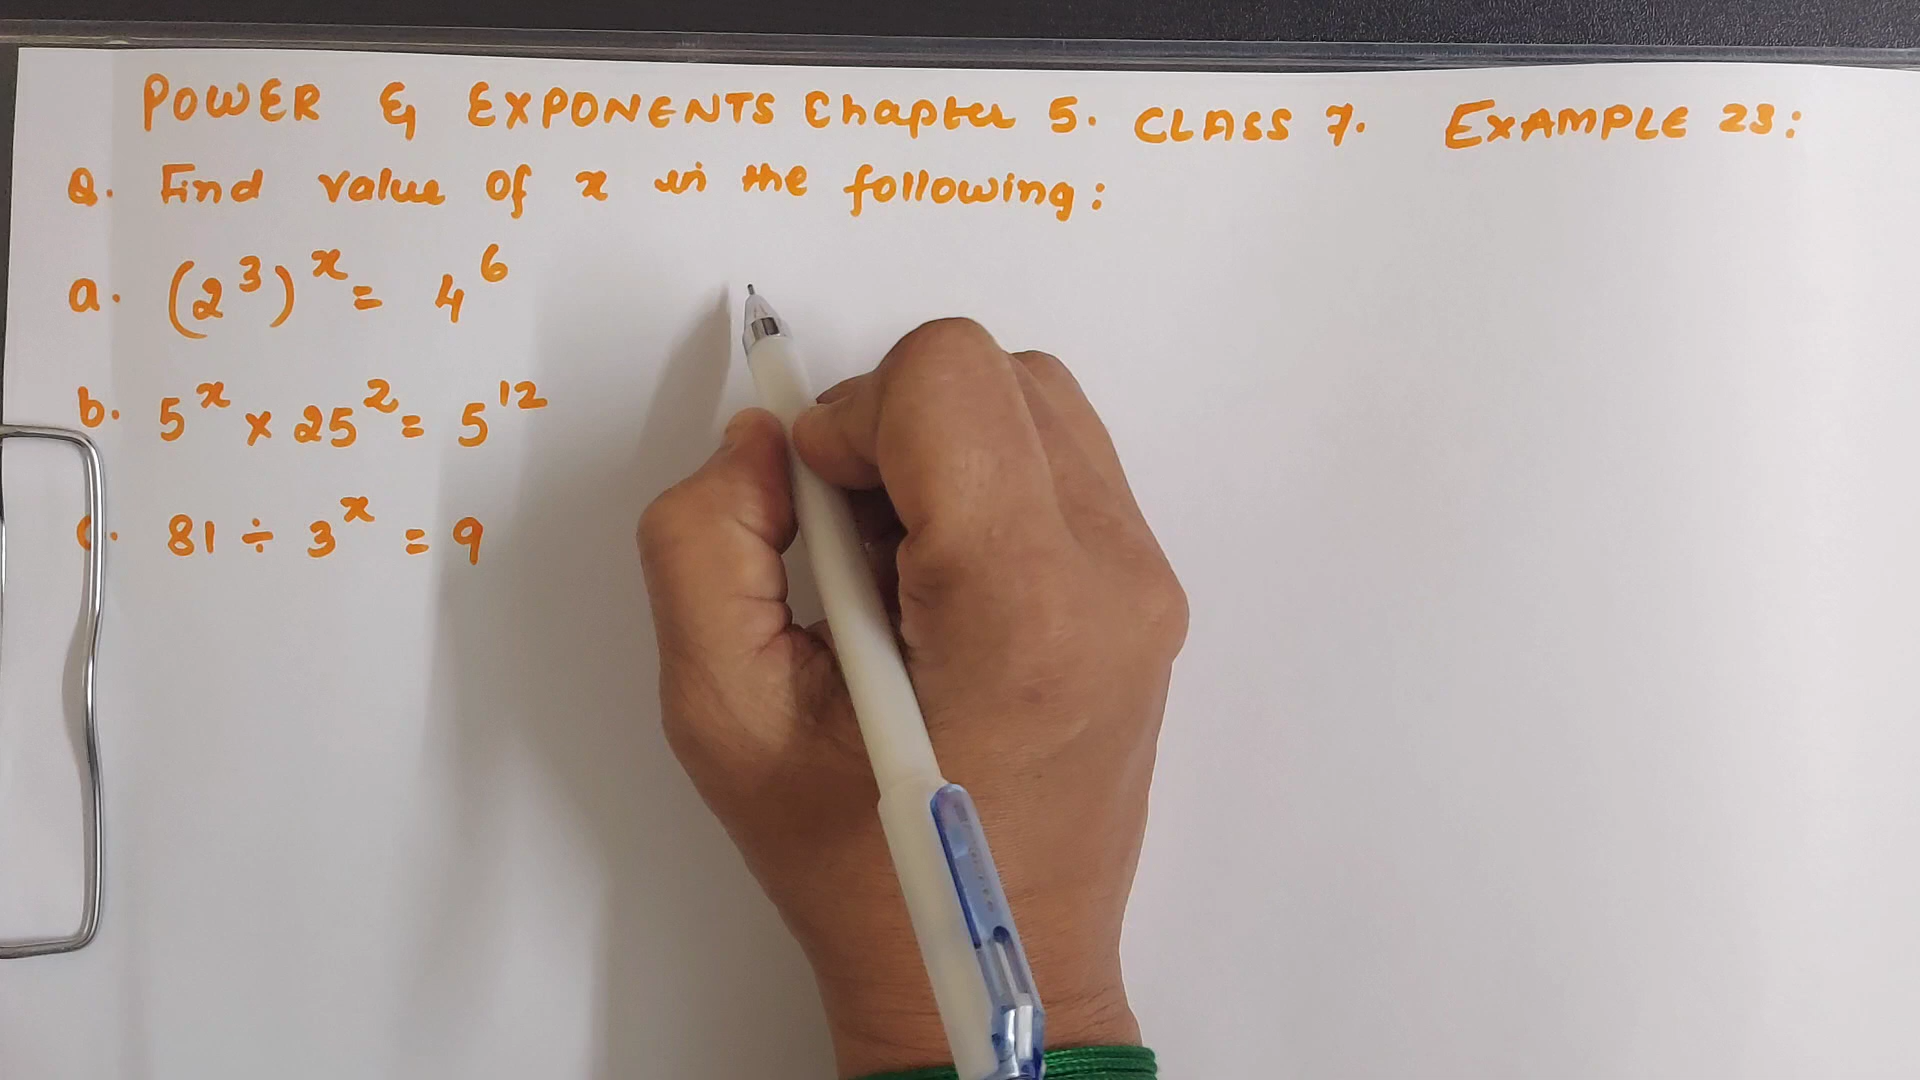 POWER & EXPONENTS Chapter 5. CLASS 7. EXAMPLE 23:
Q. Find value of x in the following:
a. (2³)ˣ = 4⁶
b. 5ˣ × 25² = 5¹²
c. 81 ÷ 3ˣ = 9